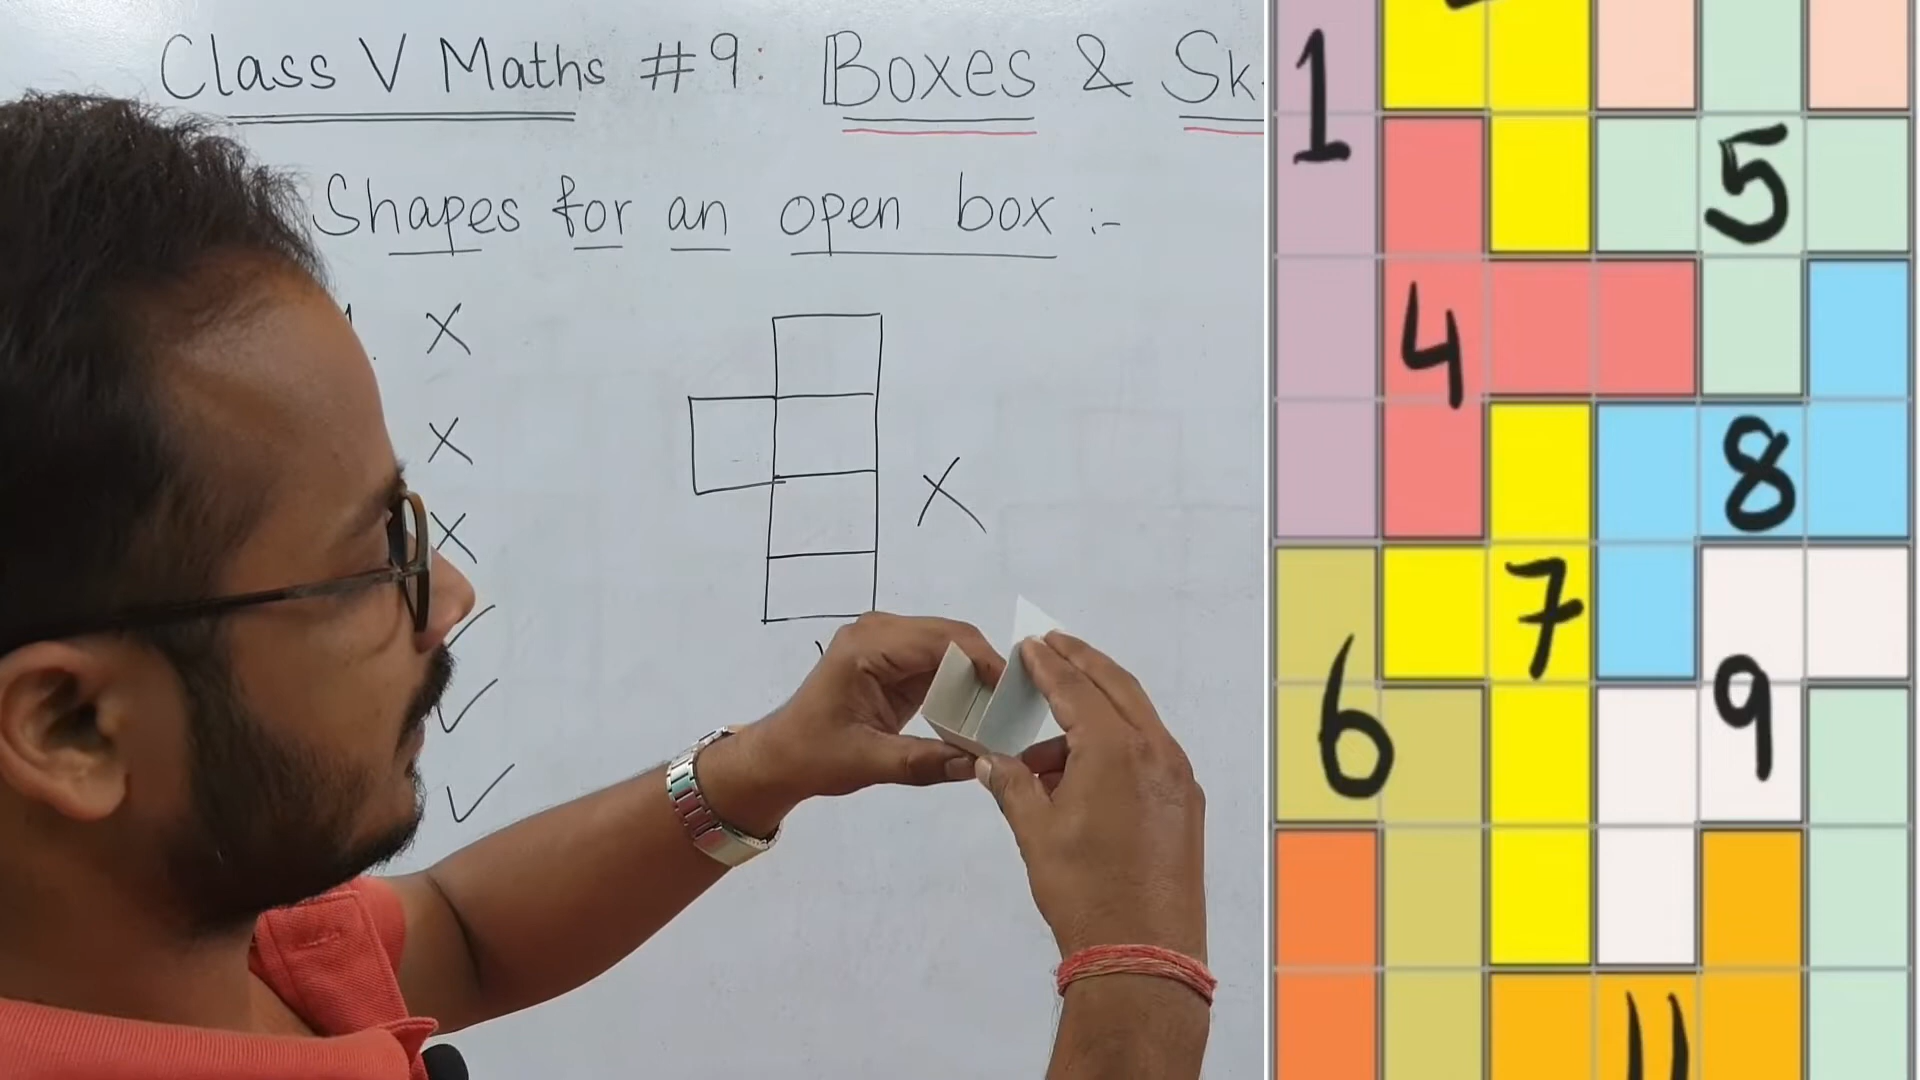 Class V Maths #9: Boxes & Sk
Shapes for an open box :-
X
X
X
X
✓
✓
✓
1
5
4
8
7
6
9
11